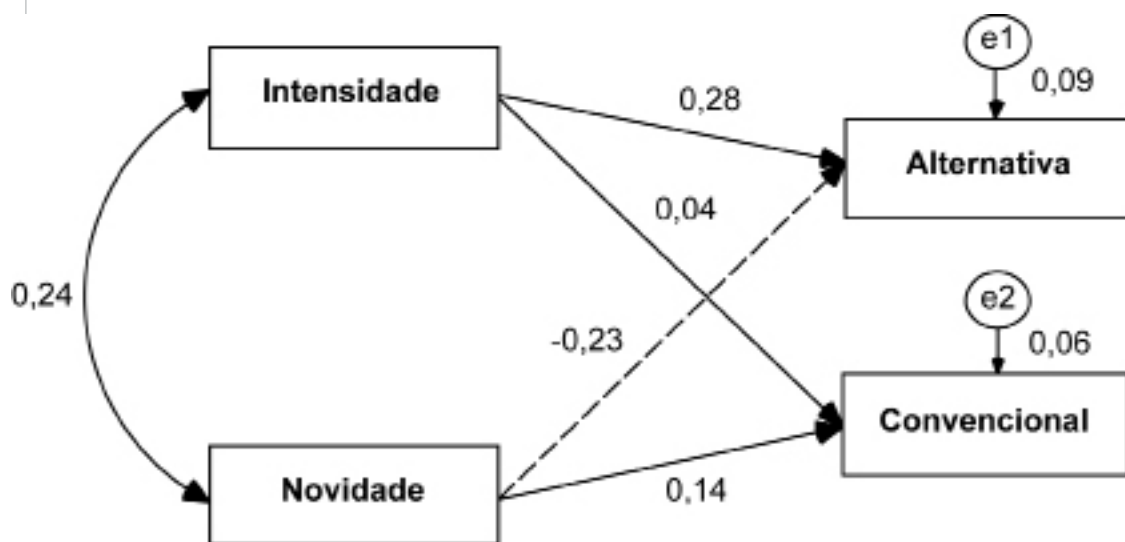 e1
0,09
Intensidade
0,28
Alternativa
0,04
0,24
e2
-0,23
0,06
Convencional
Novidade
0,14